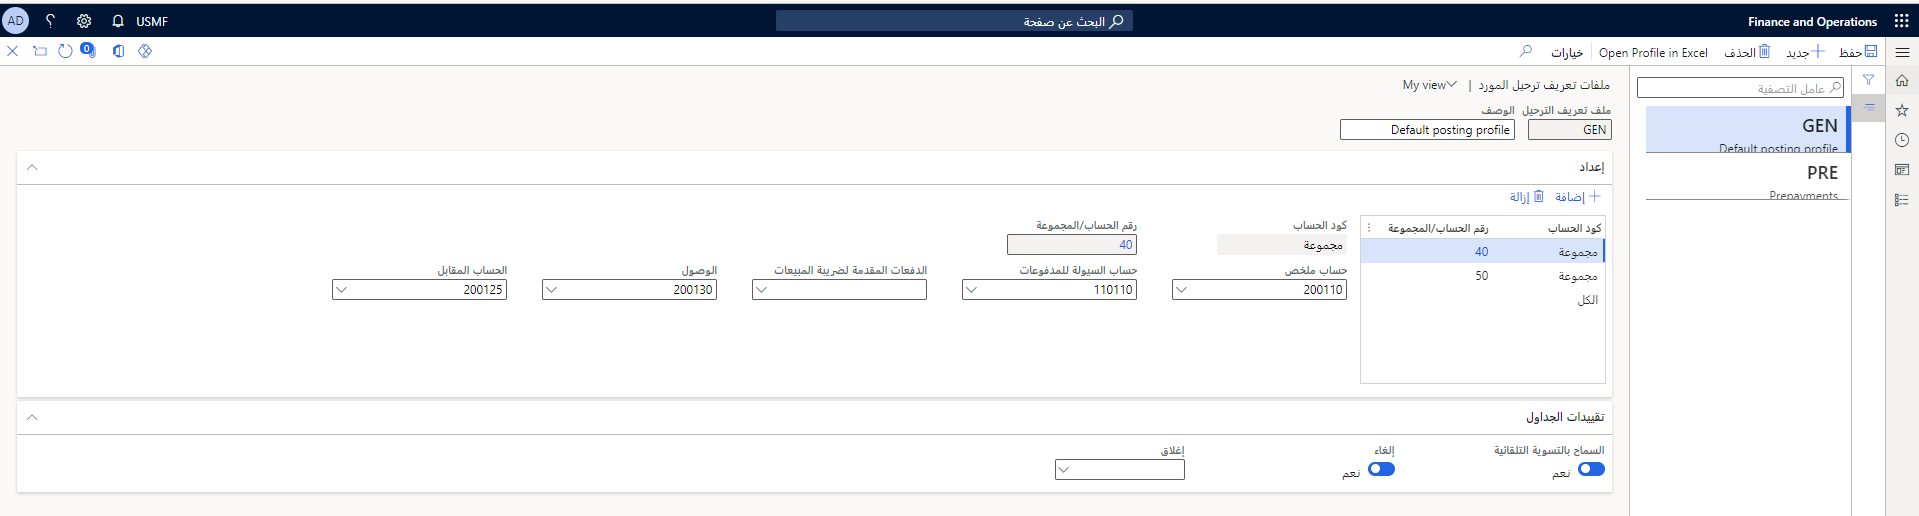 Finance and Operations
البحث عن صفحة
USMF
AD
حفظ
جديد
الحذف
Open Profile in Excel
خيارات
0
عامل التصفية
GEN
Default posting profile
PRE
Prepayments
ملفات تعريف ترحيل المورد | My view
ملف تعريف الترحيل الوصف
GEN Default posting profile
إعداد
إضافة إزالة
كود الحساب رقم الحساب/المجموعة
مجموعة 40
مجموعة 50
الكل
كود الحساب رقم الحساب/المجموعة
مجموعة 40
حساب ملخص حساب السيولة للمدفوعات الدفعات المقدمة لضريبة المبيعات الوصول الحساب المقابل
200110 110110 200130 200125
تقييدات الجداول
السماح بالتسوية التلقائية إلغاء إغلاق
نعم نعم